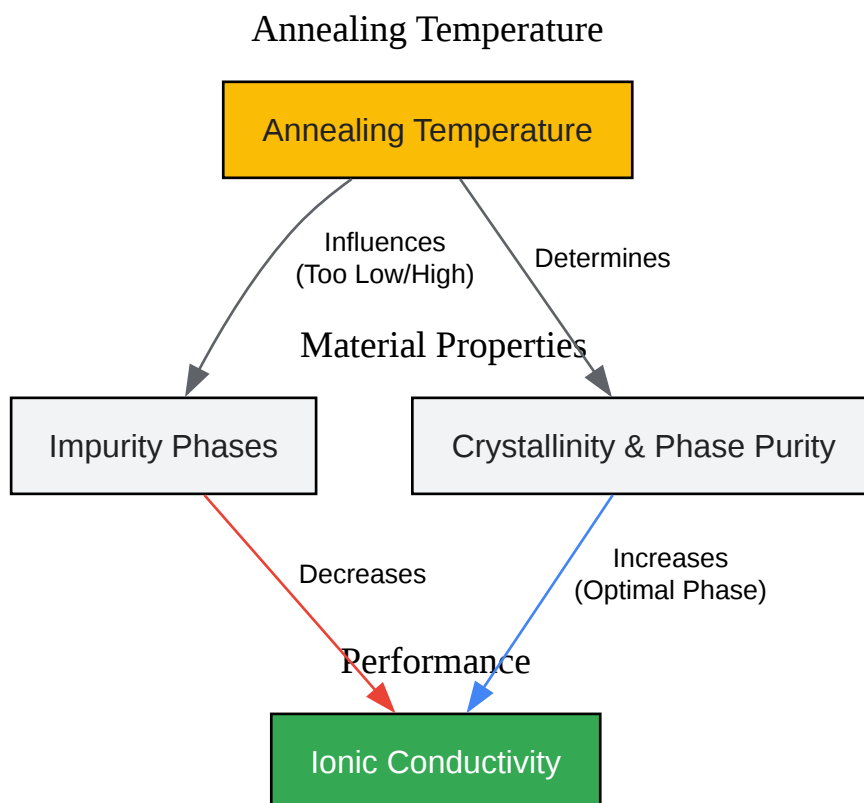 Annealing Temperature
Annealing Temperature
Influences
(Too Low/High)
Determines
Material Properties
Impurity Phases
Crystallinity & Phase Purity
Decreases
Increases
(Optimal Phase)
Performance
Ionic Conductivity